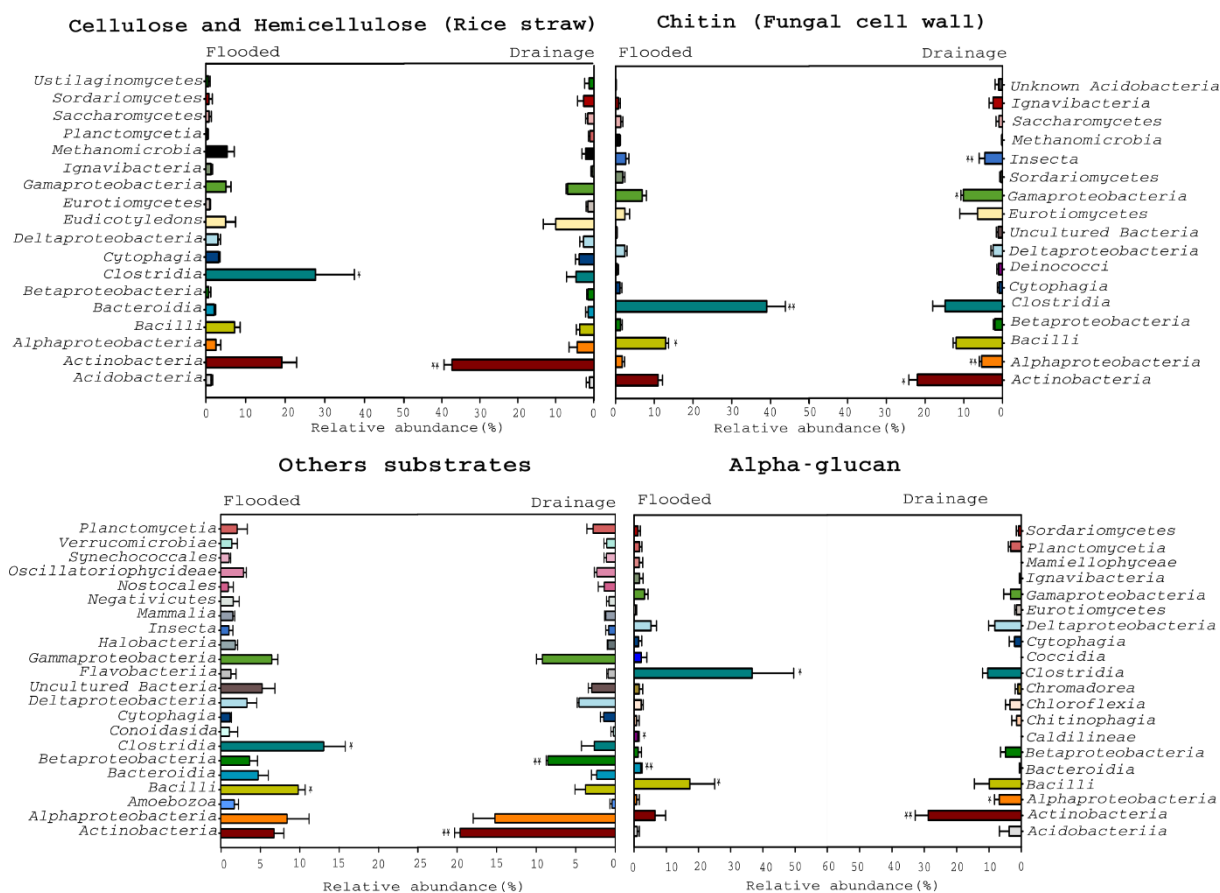 Cellulose and Hemicellulose (Rice straw)
Flooded Drainage
Ustilaginomycetes
Sordariomycetes
Saccharomycetes
Planctomycetia
Methanomicrobia
Ignavibacteria
Gamaproteobacteria
Eurotiomycetes
Eudicotyledons
Deltaproteobacteria
Cytophagia
Clostridia *
Betaproteobacteria
Bacteroidia
Bacilli
Alphaproteobacteria
Actinobacteria **
Acidobacteria
0 10 20 30 40 40 30 20 10 0
Relative abundance(%)
Chitin (Fungal cell wall)
Flooded Drainage
Unknown Acidobacteria
Ignavibacteria
Saccharomycetes
Methanomicrobia
** Insecta
Sordariomycetes
* Gamaproteobacteria
Eurotiomycetes
Uncultured Bacteria
Deltaproteobacteria
Deinococci
Cytophagia
** Clostridia
Betaproteobacteria
* Bacilli
** Alphaproteobacteria
* Actinobacteria
0 10 20 30 40 50 40 30 20 10 0
Relative abundance(%)
Others substrates
Flooded Drainage
Planctomycetia
Verrucomicrobiae
Synechococcales
Oscillatoriophycideae
Nostocales
Negativicutes
Mammalia
Insecta
Halobacteria
Gammaproteobacteria
Flavobacteriia
Uncultured Bacteria
Deltaproteobacteria
Cytophagia
Conoidasida
Clostridia *
Betaproteobacteria **
Bacteroidia
Bacilli *
Amoebozoa
Alphaproteobacteria
Actinobacteria **
0 5 10 15 20 25 20 15 10 5 0
Relative abundance(%)
Alpha-glucan
Flooded Drainage
Sordariomycetes
Planctomycetia
Mamiellophyceae
Ignavibacteria
Gamaproteobacteria
Eurotiomycetes
Deltaproteobacteria
Cytophagia
Coccidia
* Clostridia
Chromadorea
Chloroflexia
Chitinophagia
* Caldilineae
Betaproteobacteria
** Bacteroidia
* Bacilli
* Alphaproteobacteria
** Actinobacteria
Acidobacteriia
0 10 20 30 40 50 60 50 40 30 20 10 0
Relative abundance(%)